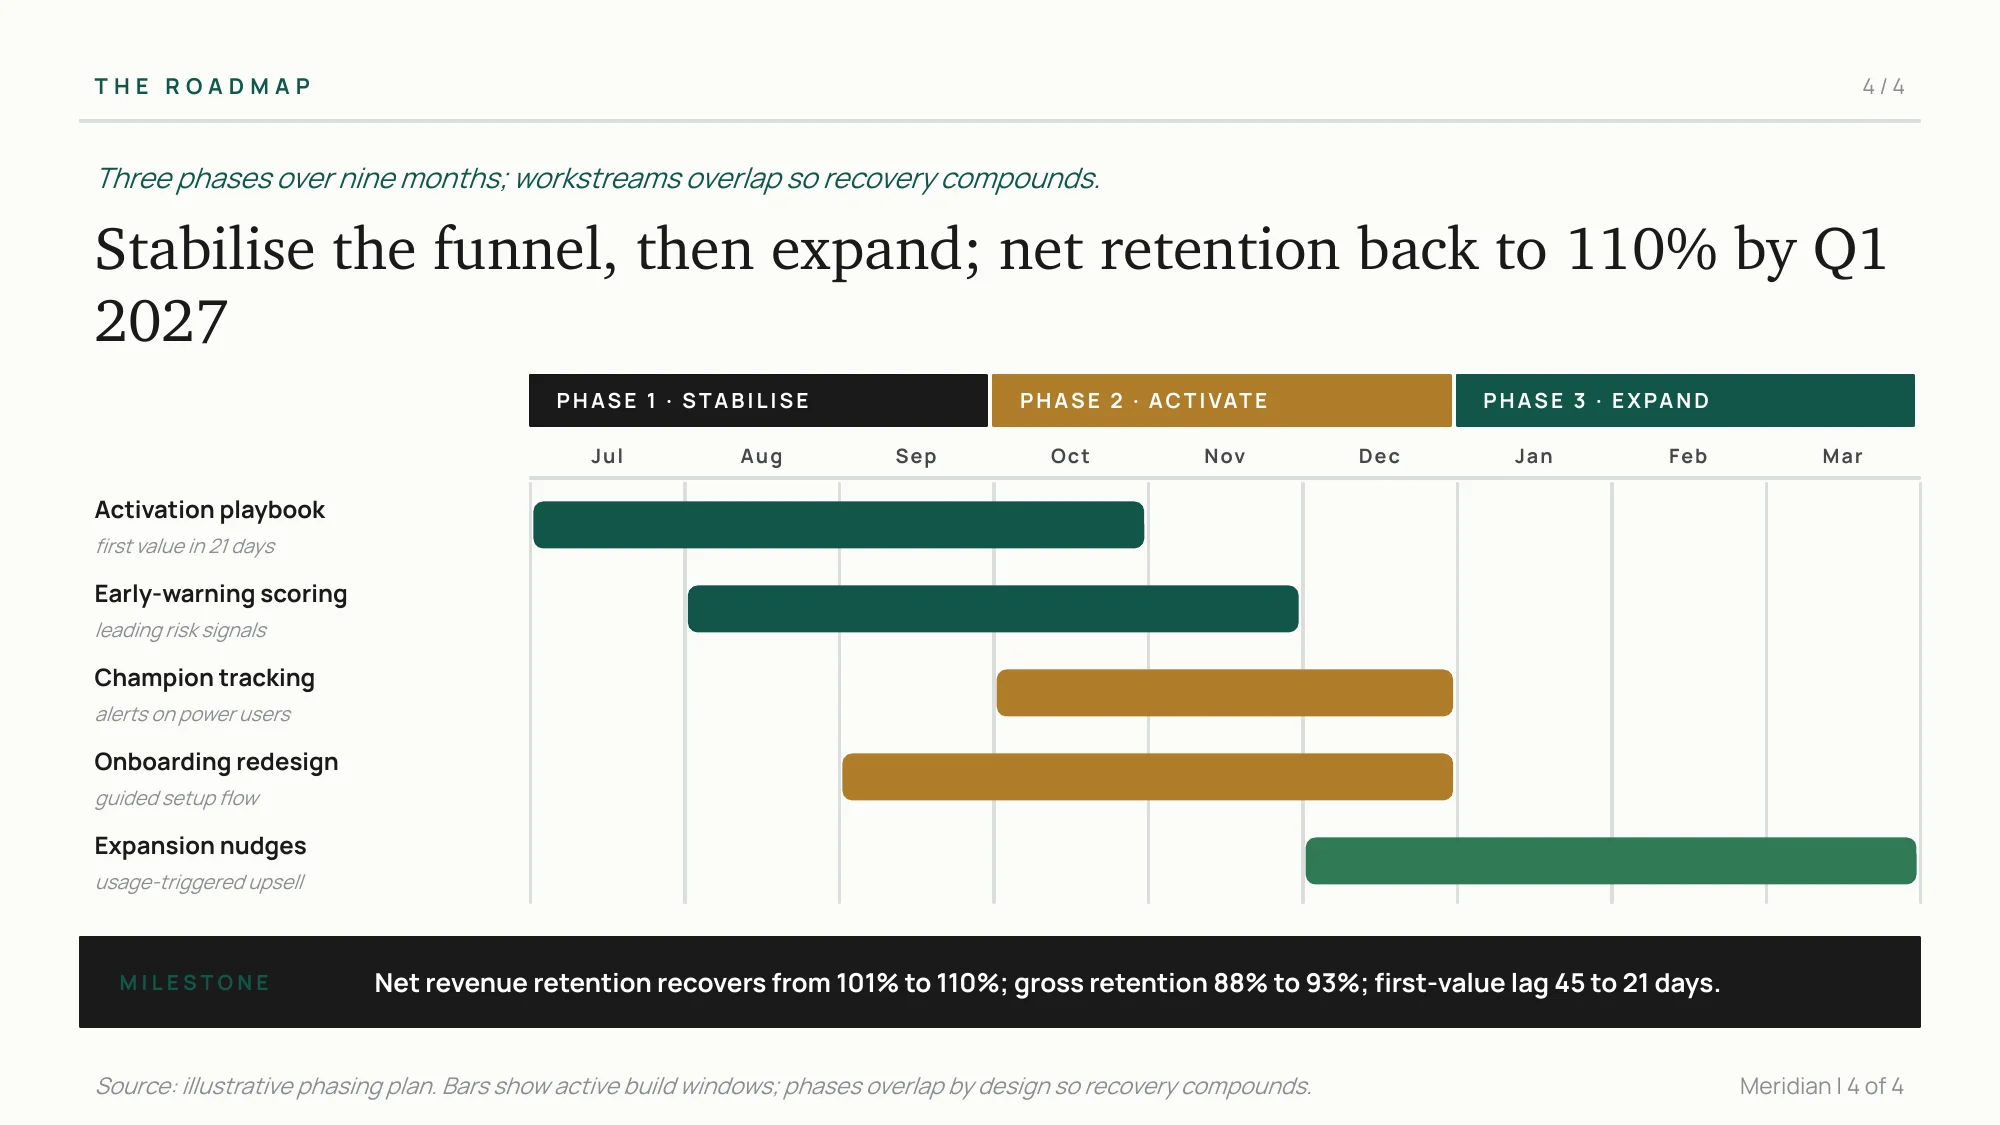 THE ROADMAP
4 / 4
Three phases over nine months; workstreams overlap so recovery compounds.
Stabilise the funnel, then expand; net retention back to 110% by Q1
2027
PHASE 1 · STABILISE
PHASE 2 · ACTIVATE
PHASE 3 · EXPAND
Jul Aug Sep Oct Nov Dec Jan Feb Mar
Activation playbook
first value in 21 days
Early-warning scoring
leading risk signals
Champion tracking
alerts on power users
Onboarding redesign
guided setup flow
Expansion nudges
usage-triggered upsell
MILESTONE
Net revenue retention recovers from 101% to 110%; gross retention 88% to 93%; first-value lag 45 to 21 days.
Source: illustrative phasing plan. Bars show active build windows; phases overlap by design so recovery compounds.
Meridian | 4 of 4